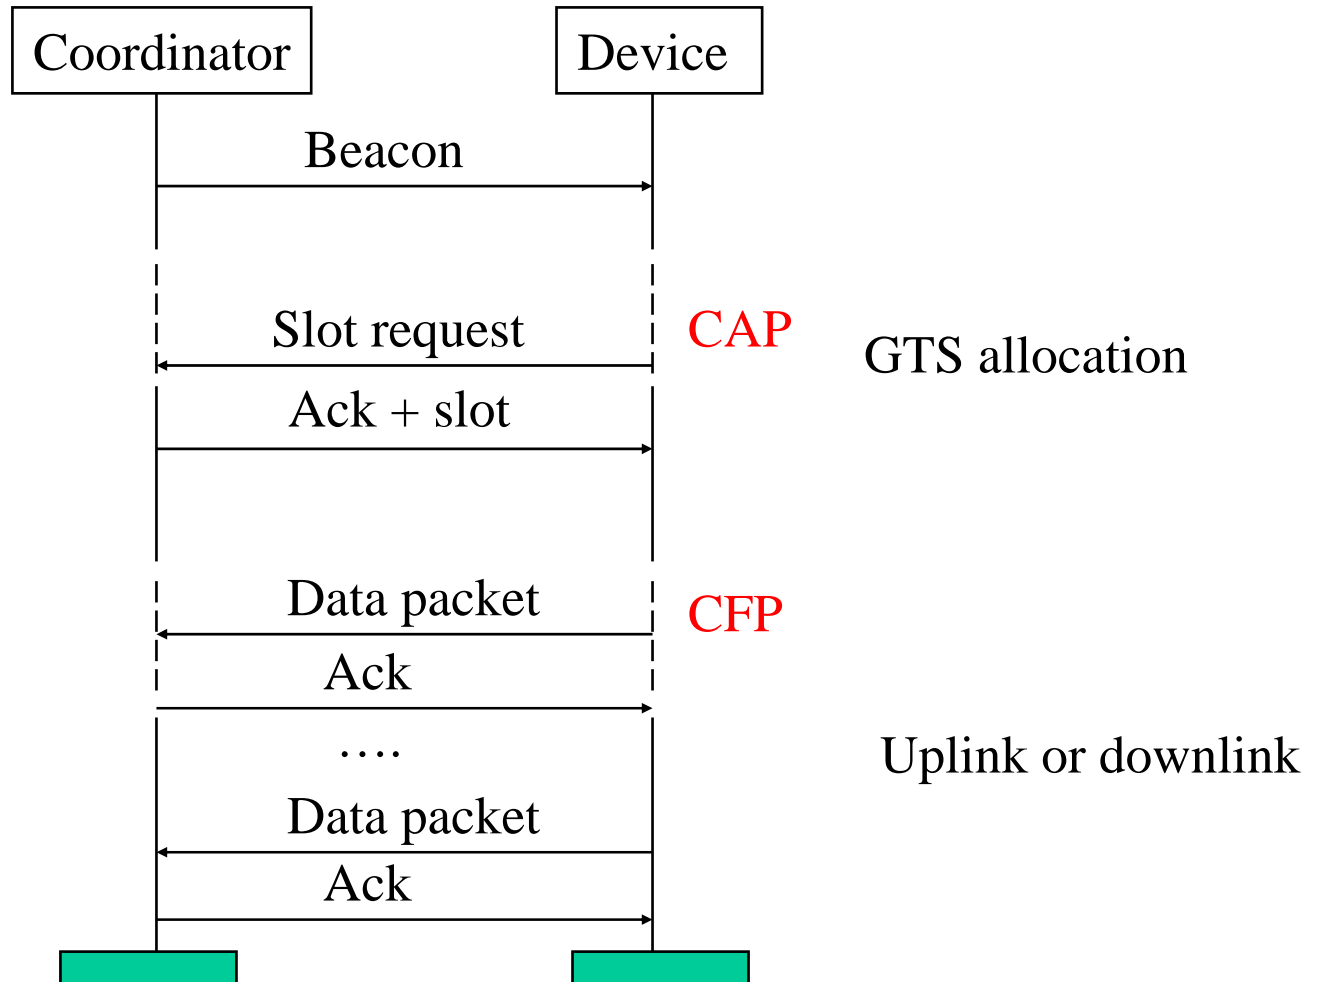 Coordinator
Device
Beacon
Slot request
CAP
GTS allocation
Ack + slot
Data packet
CFP
Ack
....
Uplink or downlink
Data packet
Ack